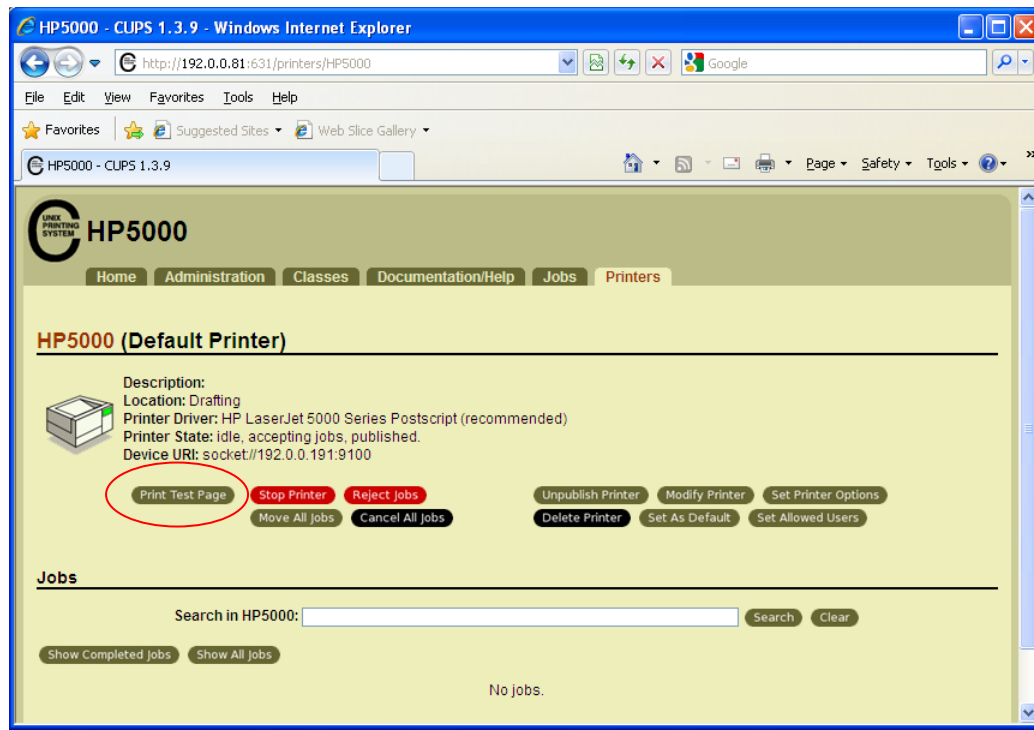 HP5000 - CUPS 1.3.9 - Windows Internet Explorer
http://192.0.0.81:631/printers/HP5000
Google
File Edit View Favorites Tools Help
Favorites Suggested Sites Web Slice Gallery
HP5000 - CUPS 1.3.9 Page Safety Tools »
UNIX
PRINTING
SYSTEM
HP5000
Home Administration Classes Documentation/Help Jobs Printers
HP5000 (Default Printer)
Description:
Location: Drafting
Printer Driver: HP LaserJet 5000 Series Postscript (recommended)
Printer State: idle, accepting jobs, published.
Device URI: socket://192.0.0.191:9100
Print Test Page Stop Printer Reject Jobs Unpublish Printer Modify Printer Set Printer Options
Move All Jobs Cancel All Jobs Delete Printer Set As Default Set Allowed Users
Jobs
Search in HP5000: Search Clear
Show Completed Jobs Show All Jobs
No jobs.